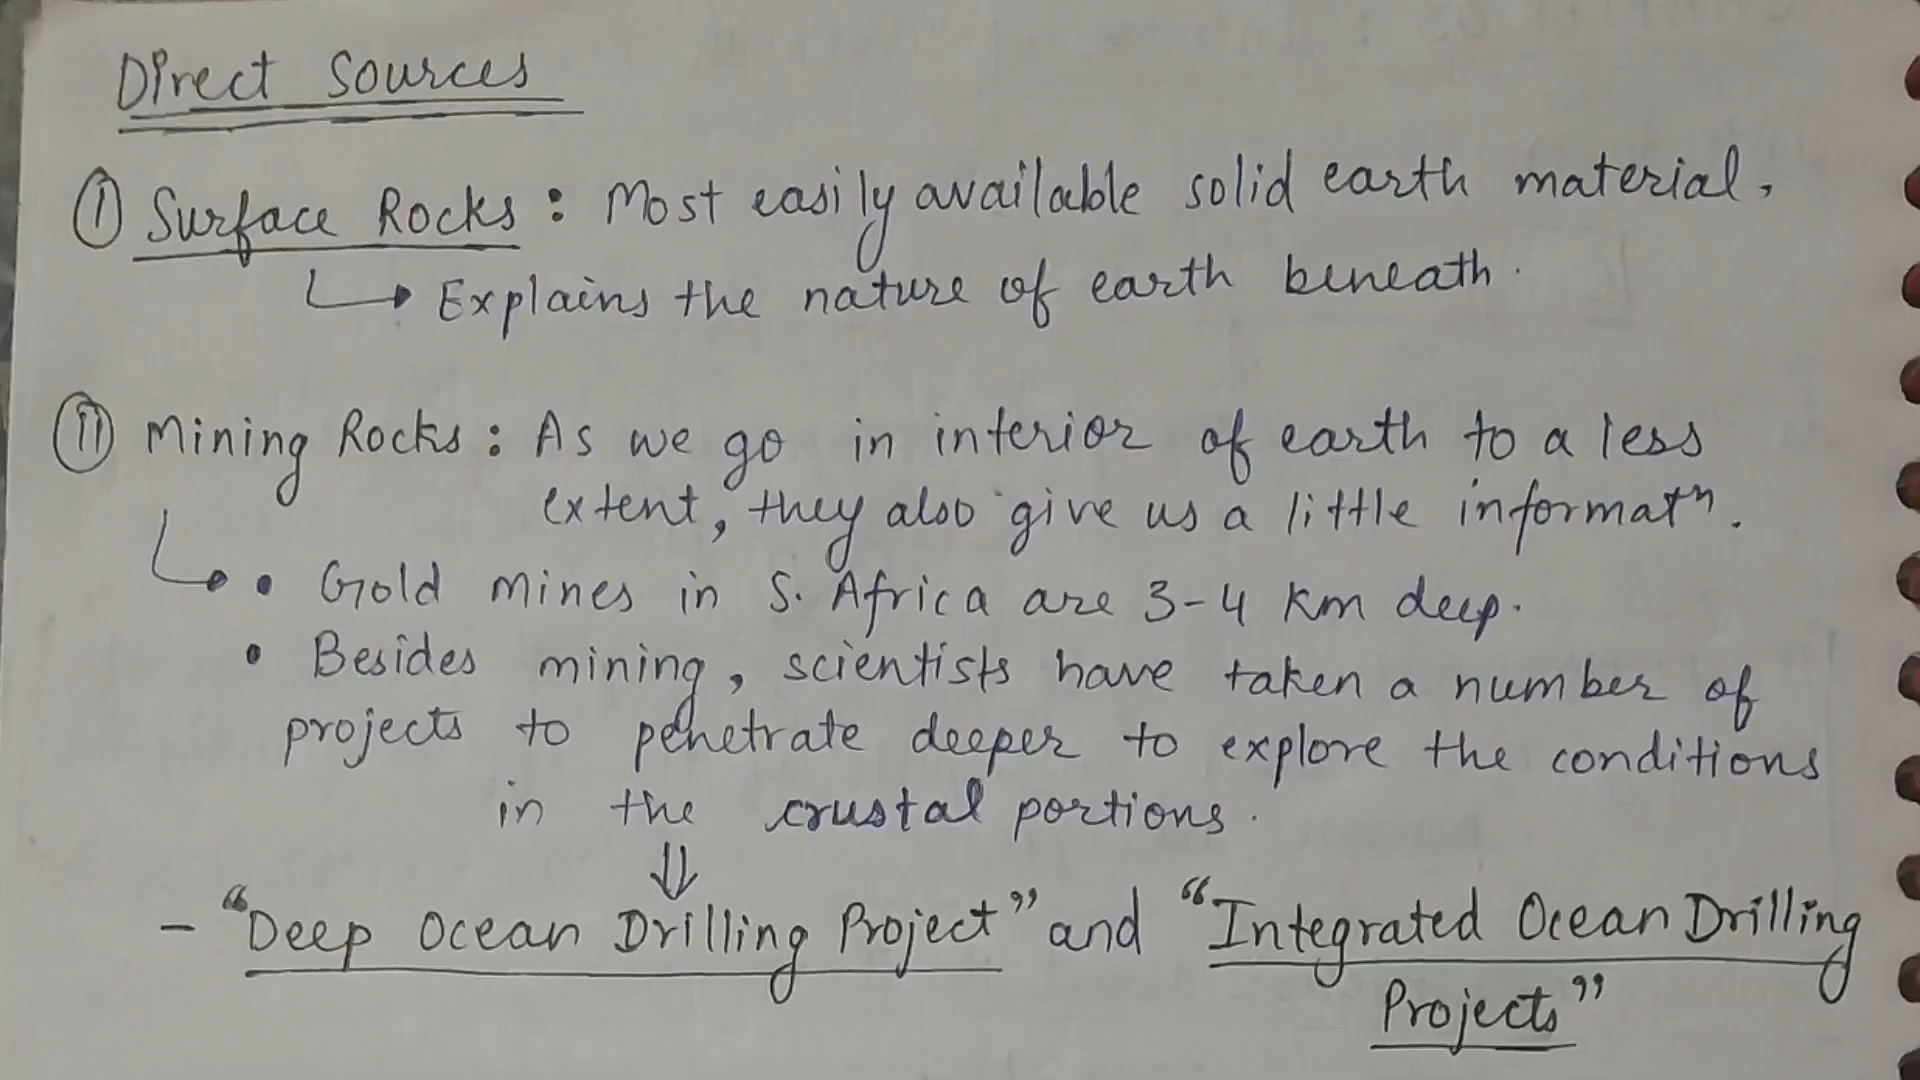 Direct Sources
① Surface Rocks : Most easily available solid earth material,
↳ Explains the nature of earth beneath.
⑪ Mining Rocks : As we go in interior of earth to a less
extent, they also give us a little informatⁿ.
↳ • Gold mines in S. Africa are 3-4 km deep.
• Besides mining, scientists have taken a number of
projects to penetrate deeper to explore the conditions
in the crustal portions.
⇓
- "Deep Ocean Drilling Project" and "Integrated Ocean Drilling
Projects"